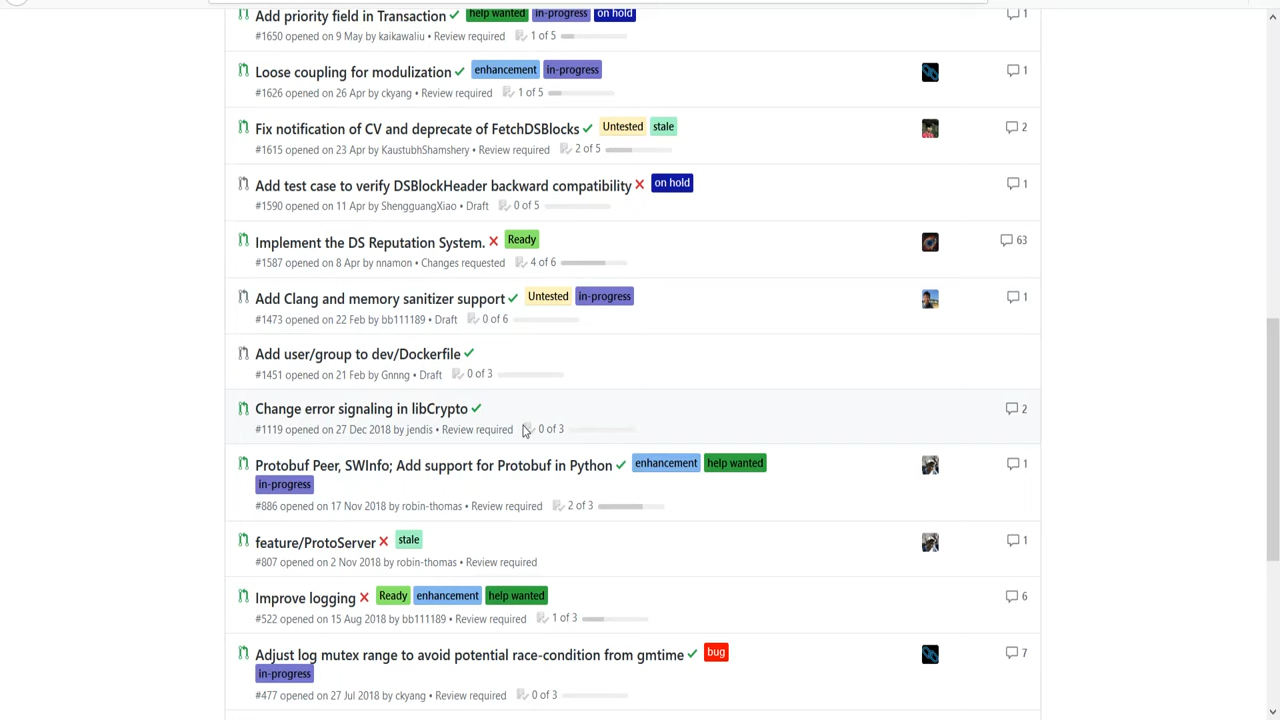 Add priority field in Transaction help wanted in-progress on hold 1
#1650 opened on 9 May by kaikawaliu • Review required 1 of 5
Loose coupling for modulization enhancement in-progress 1
#1626 opened on 26 Apr by ckyang • Review required 1 of 5
Fix notification of CV and deprecate of FetchDSBlocks Untested stale 2
#1615 opened on 23 Apr by KaustubhShamshery • Review required 2 of 5
Add test case to verify DSBlockHeader backward compatibility on hold 1
#1590 opened on 11 Apr by ShengguangXiao • Draft 0 of 5
Implement the DS Reputation System. Ready 63
#1587 opened on 8 Apr by nnamon • Changes requested 4 of 6
Add Clang and memory sanitizer support Untested in-progress 1
#1473 opened on 22 Feb by bb111189 • Draft 0 of 6
Add user/group to dev/Dockerfile
#1451 opened on 21 Feb by Gnnng • Draft 0 of 3
Change error signaling in libCrypto 2
#1119 opened on 27 Dec 2018 by jendis • Review required 0 of 3
Protobuf Peer, SWInfo; Add support for Protobuf in Python enhancement help wanted 1
in-progress
#886 opened on 17 Nov 2018 by robin-thomas • Review required 2 of 3
feature/ProtoServer stale 1
#807 opened on 2 Nov 2018 by robin-thomas • Review required
Improve logging Ready enhancement help wanted 6
#522 opened on 15 Aug 2018 by bb111189 • Review required 1 of 3
Adjust log mutex range to avoid potential race-condition from gmtime bug 7
in-progress
#477 opened on 27 Jul 2018 by ckyang • Review required 0 of 3